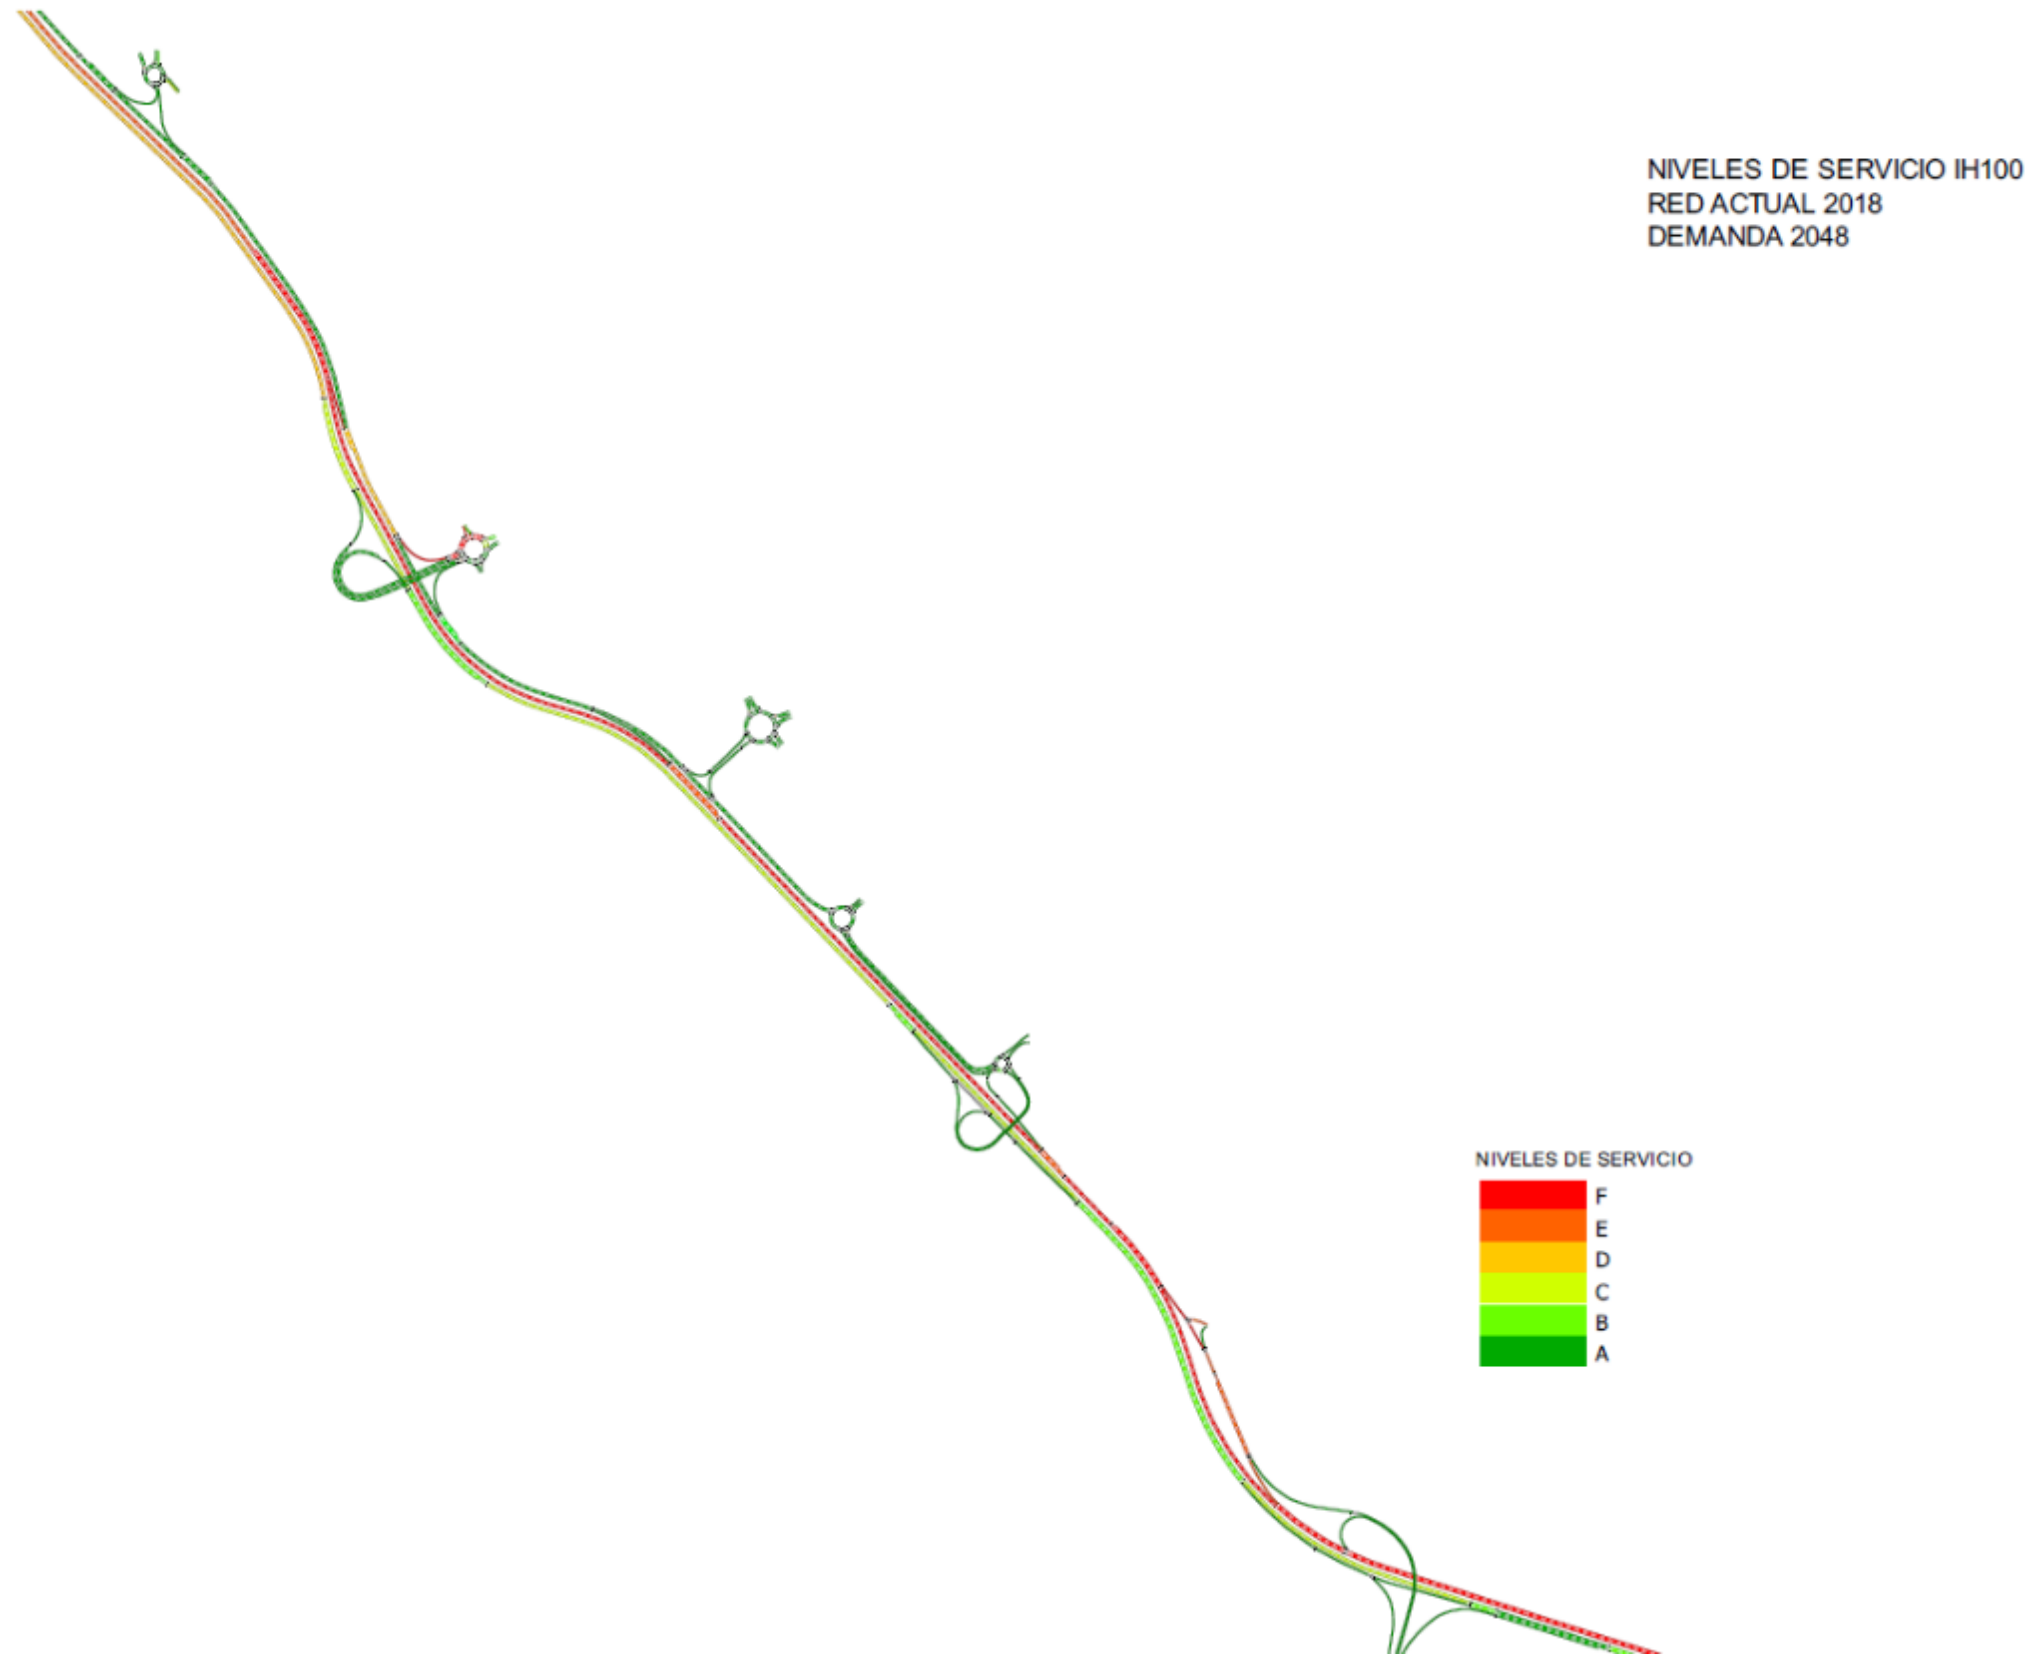 NIVELES DE SERVICIO IH100
RED ACTUAL 2018
DEMANDA 2048
NIVELES DE SERVICIO
F
E
D
C
B
A